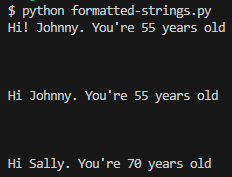 $ python formatted-strings.py
Hi! Johnny. You're 55 years old
Hi Johnny. You're 55 years old
Hi Sally. You're 70 years old